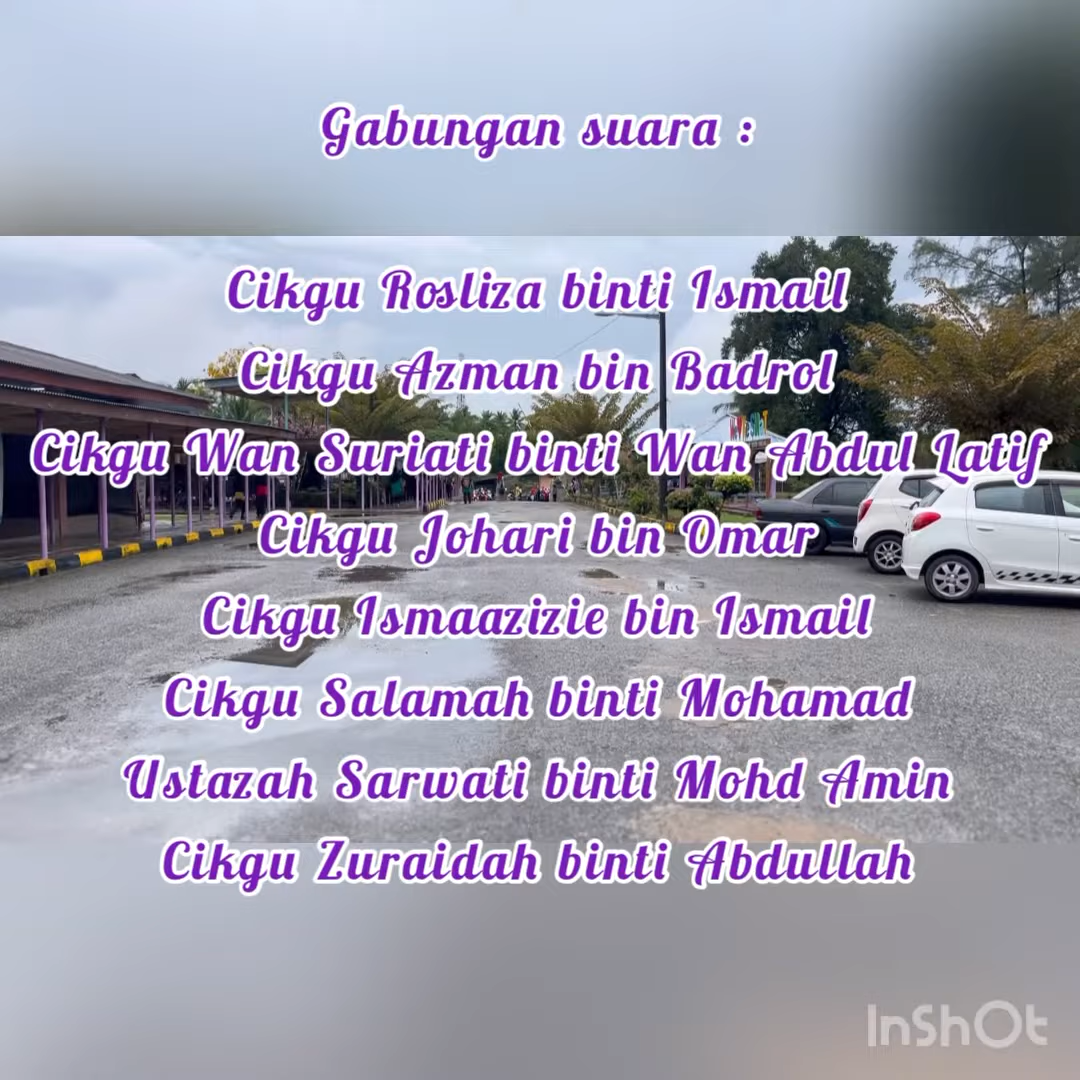 Gabungan suara :
Cikgu Rosliza binti Ismail
Cikgu Azman bin Badrol
Cikgu Wan Suriati binti Wan Abdul Latif
Cikgu Johari bin Omar
Cikgu Ismaazizie bin Ismail
Cikgu Salamah binti Mohamad
Ustazah Sarwati binti Mohd Amin
Cikgu Zuraidah binti Abdullah
InShOt